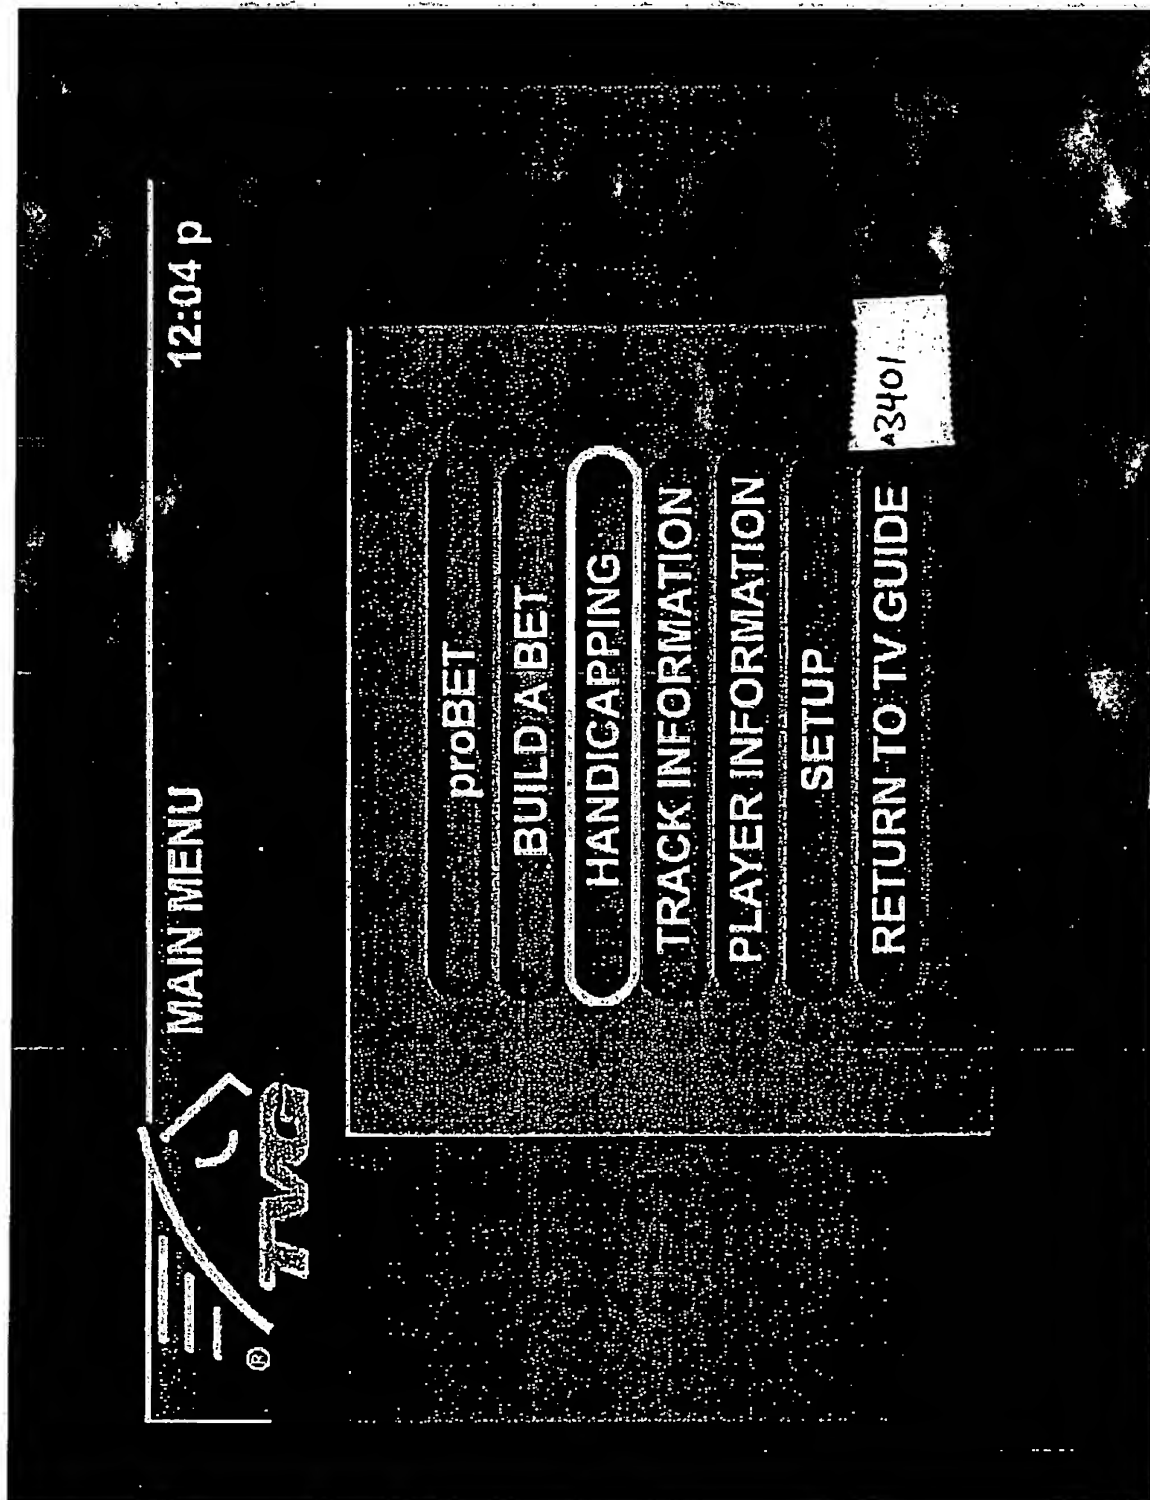 MAIN MENU 12:04 p
® TVG
proBET
BUILD A BET
HANDICAPPING
TRACK INFORMATION
PLAYER INFORMATION
SETUP
RETURN TO TV GUIDE
3401